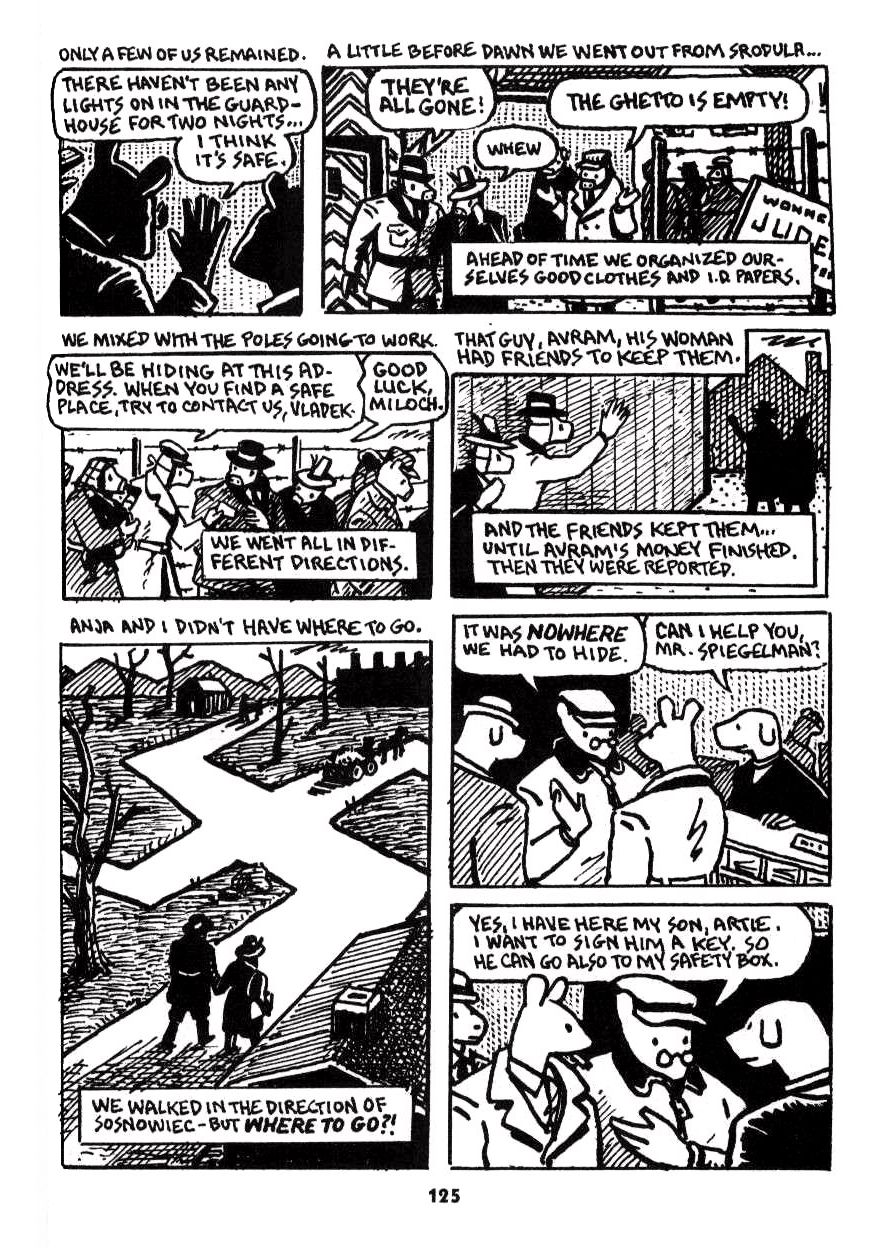 ONLY A FEW OF US REMAINED.
THERE HAVEN'T BEEN ANY
LIGHTS ON IN THE GUARD-
HOUSE FOR TWO NIGHTS...
I THINK
IT'S SAFE.
A LITTLE BEFORE DAWN WE WENT OUT FROM SRODULA...
THEY'RE
ALL GONE!
WHEW
THE GHETTO IS EMPTY!
WOHNE
JUDE
AHEAD OF TIME WE ORGANIZED OUR-
SELVES GOOD CLOTHES AND I.D. PAPERS.
WE MIXED WITH THE POLES GOING TO WORK.
WE'LL BE HIDING AT THIS AD-
DRESS. WHEN YOU FIND A SAFE
PLACE, TRY TO CONTACT US, VLADEK.
GOOD
LUCK,
MILOCH.
WE WENT ALL IN DIF-
FERENT DIRECTIONS.
THAT GUY, AVRAM, HIS WOMAN
HAD FRIENDS TO KEEP THEM.
AND THE FRIENDS KEPT THEM...
UNTIL AVRAM'S MONEY FINISHED.
THEN THEY WERE REPORTED.
ANJA AND I DIDN'T HAVE WHERE TO GO.
WE WALKED IN THE DIRECTION OF
SOSNOWIEC - BUT WHERE TO GO?!
IT WAS NOWHERE
WE HAD TO HIDE.
CAN I HELP YOU,
MR. SPIEGELMAN?
YES, I HAVE HERE MY SON, ARTIE.
I WANT TO SIGN HIM A KEY. SO
HE CAN GO ALSO TO MY SAFETY BOX.
125